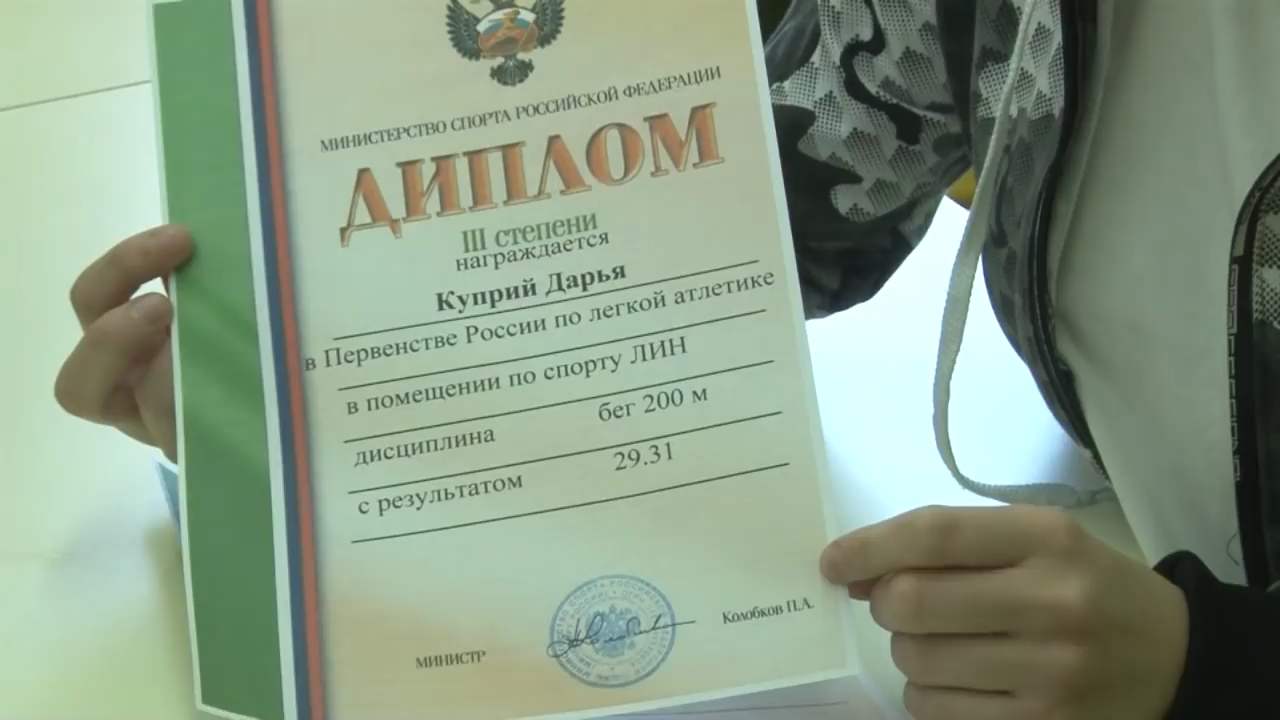 МИНИСТЕРСТВО СПОРТА РОССИЙСКОЙ ФЕДЕРАЦИИ
ДИПЛОМ
III СТЕПЕНИ
награждается
Куприй Дарья
в Первенстве России по легкой атлетике
в помещении по спорту ЛИН
дисциплина бег 200 м
с результатом 29.31
МИНИСТР Колобков П.А.